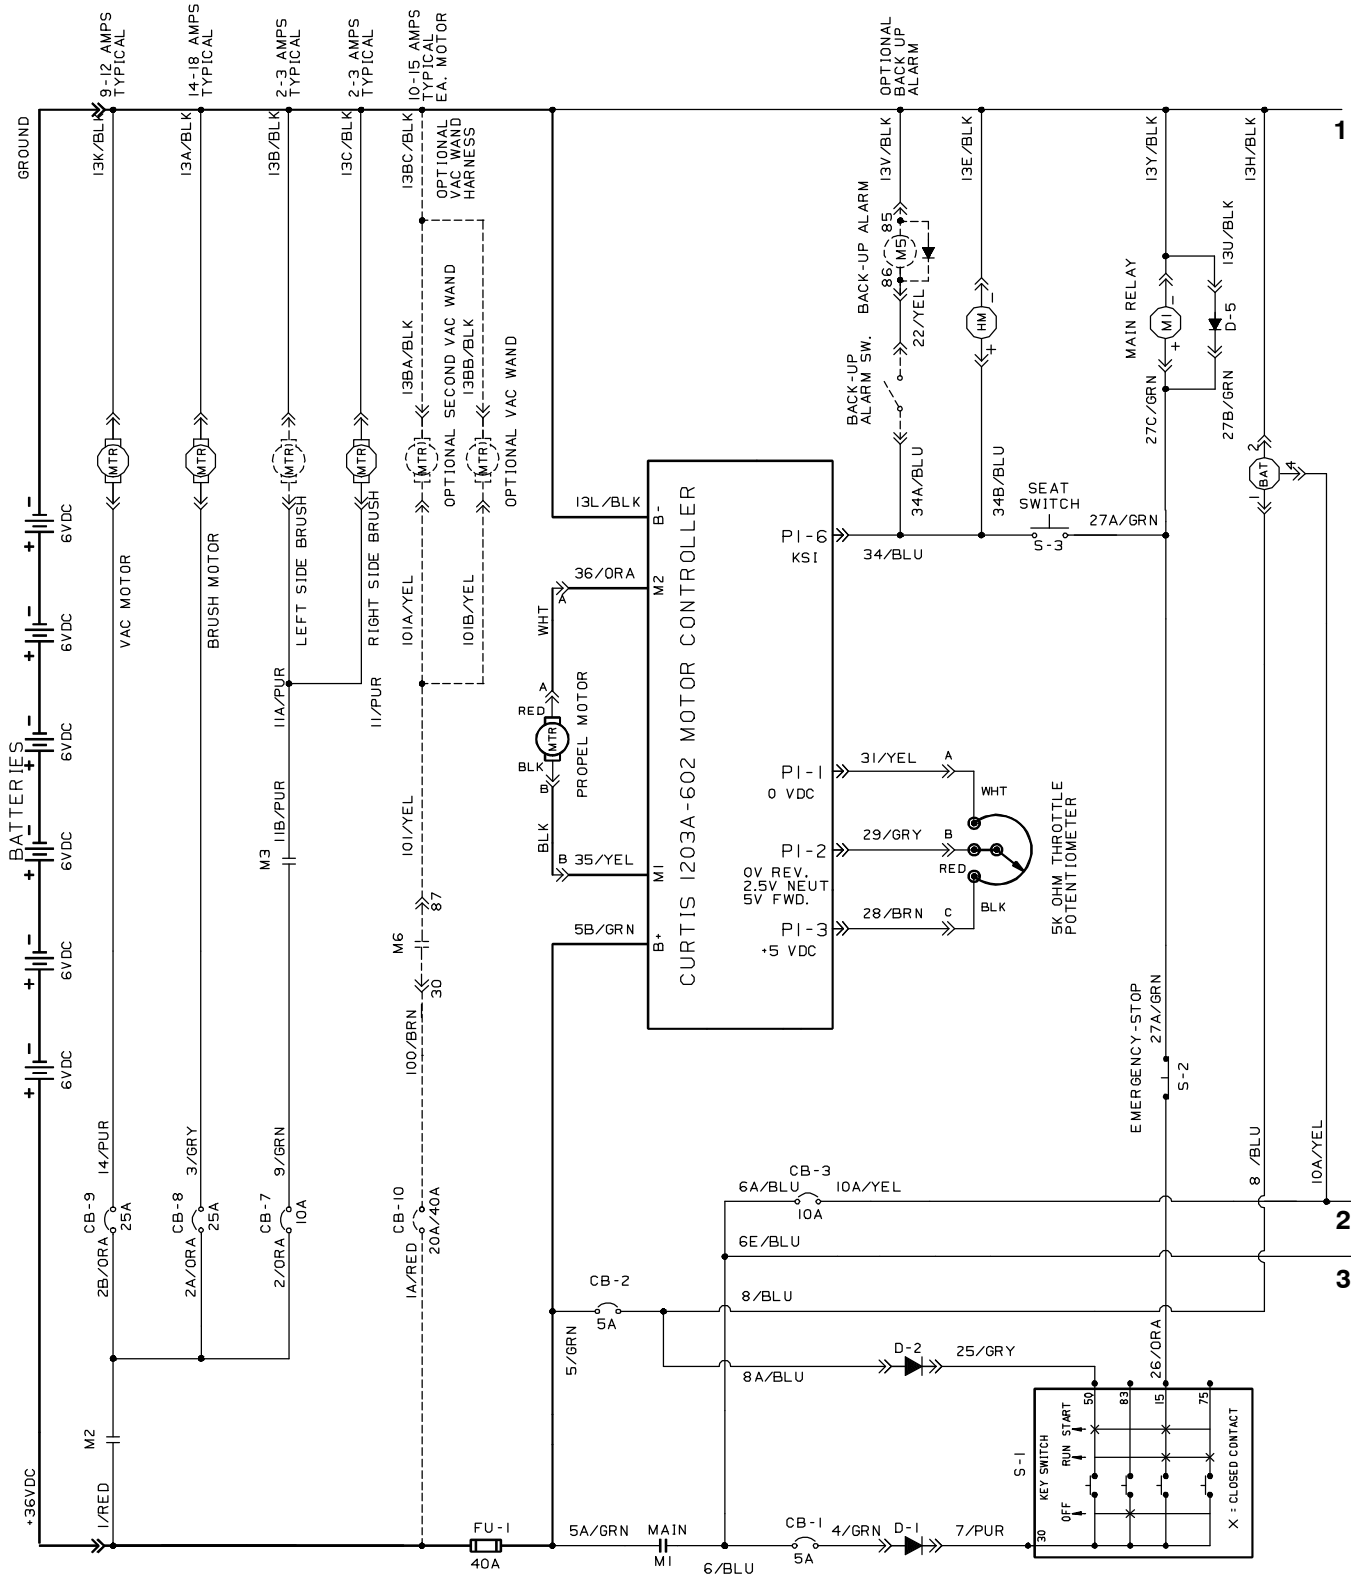 9-12 AMPS
TYPICAL
14-18 AMPS
TYPICAL
2-3 AMPS
TYPICAL
2-3 AMPS
TYPICAL
10-15 AMPS
TYPICAL
EA. MOTOR
OPTIONAL
BACK UP
ALARM
GROUND
13K/BLK
13A/BLK
13B/BLK
13C/BLK
13BC/BLK
OPTIONAL
VAC WAND
HARNESS
13V/BLK
13E/BLK
13Y/BLK
13H/BLK
1
BACK-UP ALARM
85
M5
86
22/YEL
BACK-UP
ALARM SW.
HM
-
+
MAIN RELAY
M1
-
+
13U/BLK
D-5
27C/GRN
27B/GRN
13BA/BLK
13BB/BLK
MTR
MTR
MTR
MTR
MTR
MTR
OPTIONAL SECOND VAC WAND
OPTIONAL VAC WAND
2
BAT
4
1
BATTERIES
-
+
6VDC
-
+
6VDC
-
+
6VDC
-
+
6VDC
-
+
6VDC
-
+
6VDC
VAC MOTOR
BRUSH MOTOR
LEFT SIDE BRUSH
RIGHT SIDE BRUSH
101A/YEL
101B/YEL
11A/PUR
11/PUR
11B/PUR
M3
101/YEL
87
M6
30
100/BRN
13L/BLK
B-
36/ORA
A
M2
WHT
A
RED
MTR
PROPEL MOTOR
BLK
B
BLK
B
35/YEL
M1
5B/GRN
B+
CURTIS 1203A-602 MOTOR CONTROLLER
P1-6
KSI
34/BLU
34A/BLU
34B/BLU
SEAT
SWITCH
S-3
27A/GRN
P1-1
0 VDC
31/YEL
A
WHT
P1-2
0V REV.
2.5V NEUT
5V FWD.
29/GRY
B
RED
P1-3
+5 VDC
28/BRN
C
BLK
5K OHM THROTTLE
POTENTIOMETER
EMERGENCY-STOP
27A/GRN
S-2
8 /BLU
10A/YEL
14/PUR
3/GRY
9/GRN
CB-9
25A
CB-8
25A
CB-7
10A
CB-10
20A/40A
2B/ORA
2A/ORA
2/ORA
1A/RED
CB-3
6A/BLU
10A/YEL
10A
2
6E/BLU
3
CB-2
5A
8/BLU
5/GRN
8A/BLU
D-2
25/GRY
26/ORA
M2
+36VDC
1/RED
FU-1
40A
5A/GRN
MAIN
M1
6/BLU
CB-1
5A
4/GRN
D-1
7/PUR
S-1
KEY SWITCH
OFF
RUN
START
30
50
83
15
75
X = CLOSED CONTACT